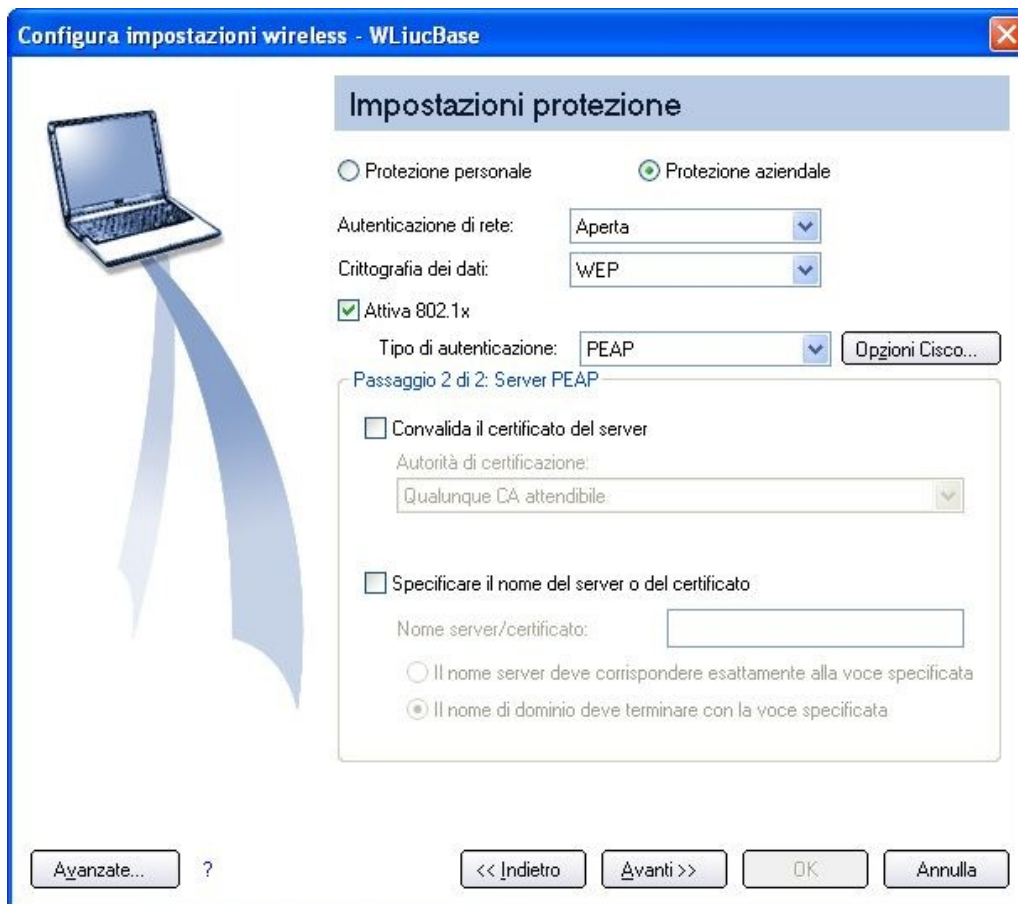 Configura impostazioni wireless - WLiucBase
Impostazioni protezione
Protezione personale
Protezione aziendale
Autenticazione di rete:
Aperta
Crittografia dei dati:
WEP
Attiva 802.1x
Tipo di autenticazione:
PEAP
Opzioni Cisco...
Passaggio 2 di 2: Server PEAP
Convalida il certificato del server
Autorità di certificazione:
Qualunque CA attendibile
Specificare il nome del server o del certificato
Nome server/certificato:
Il nome server deve corrispondere esattamente alla voce specificata
Il nome di dominio deve terminare con la voce specificata
Avanzate...
?
<< Indietro
Avanti >>
OK
Annulla